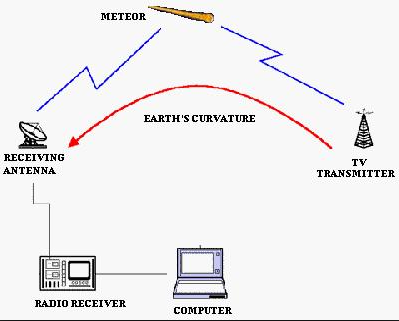 METEOR
EARTH'S CURVATURE
RECEIVING
ANTENNA
TV
TRANSMITTER
RADIO RECEIVER
COMPUTER